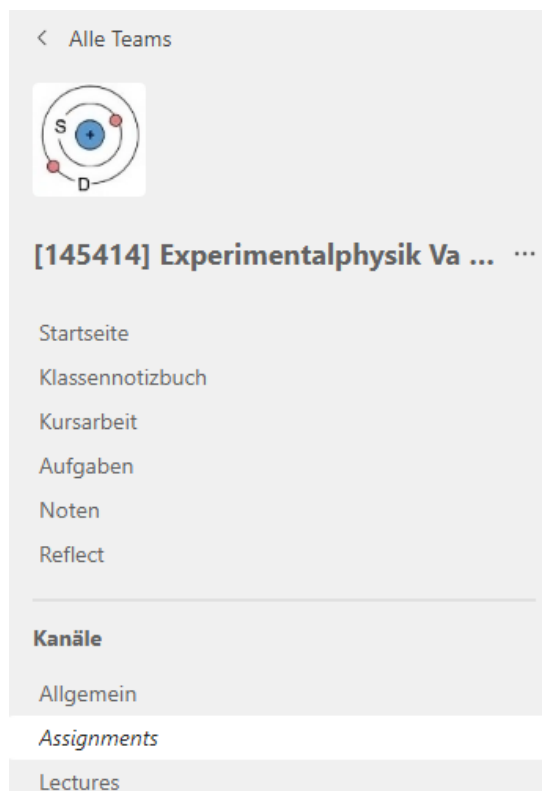 Alle Teams
S
+
D
[145414] Experimentalphysik Va ... ...
Startseite
Klassennotizbuch
Kursarbeit
Aufgaben
Noten
Reflect
Kanäle
Allgemein
Assignments
Lectures